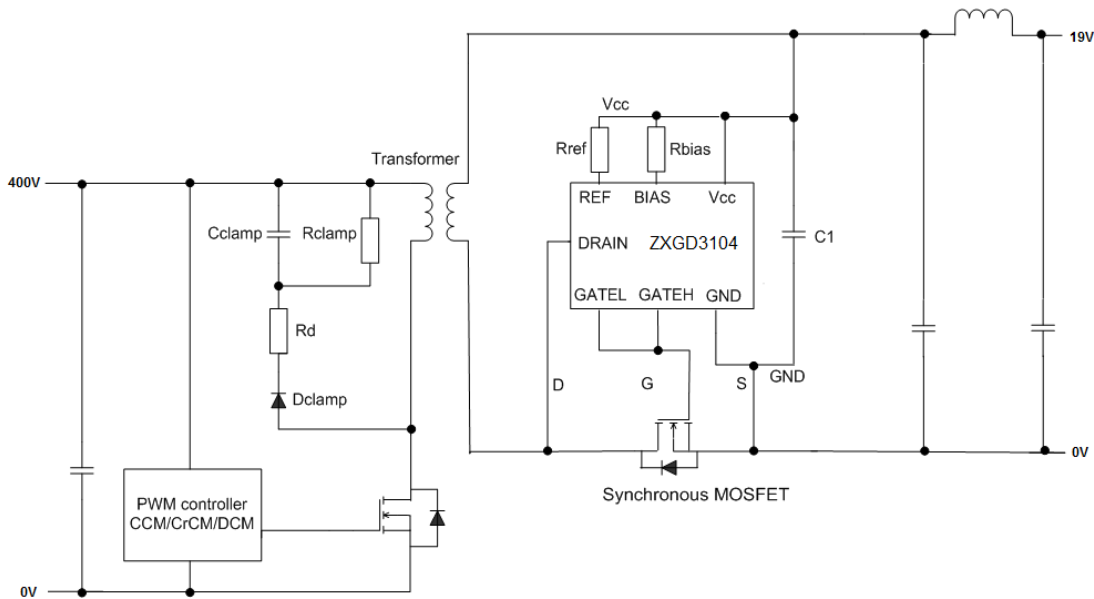 19V
Vcc
Rref
Rbias
Transformer
400V
REF
BIAS
Vcc
Cclamp
Rclamp
DRAIN
ZXGD3104
C1
GATEL
GATEH
GND
Rd
D
G
S
GND
Dclamp
0V
Synchronous MOSFET
PWM controller
CCM/CrCM/DCM
0V